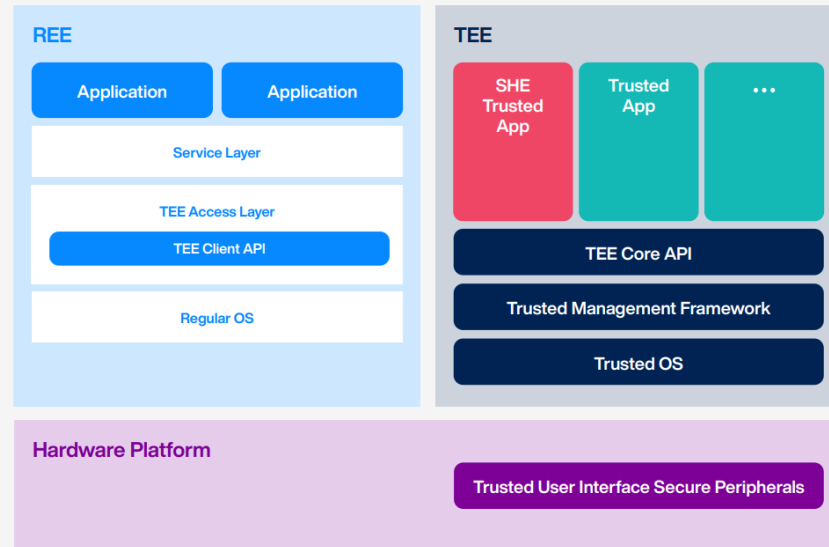 REE
Application
Application
Service Layer
TEE Access Layer
TEE Client API
Regular OS
TEE
SHE
Trusted
App
Trusted
App
...
TEE Core API
Trusted Management Framework
Trusted OS
Hardware Platform
Trusted User Interface Secure Peripherals